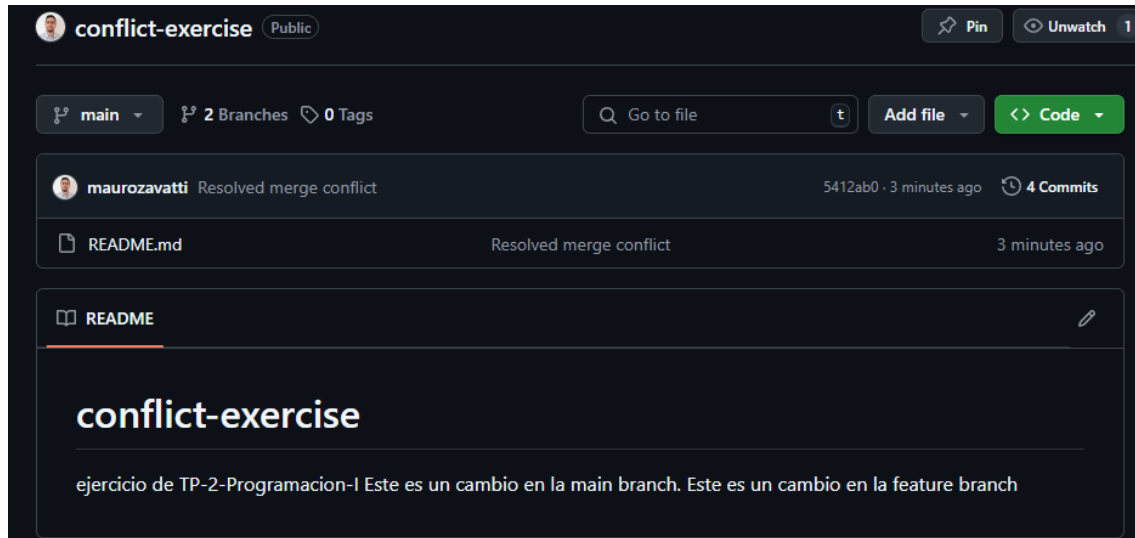 conflict-exercise Public Pin Unwatch 1
main 2 Branches 0 Tags Go to file t Add file <> Code
maurozavatti Resolved merge conflict 5412ab0 · 3 minutes ago 4 Commits
README.md Resolved merge conflict 3 minutes ago
README
conflict-exercise
ejercicio de TP-2-Programacion-I Este es un cambio en la main branch. Este es un cambio en la feature branch